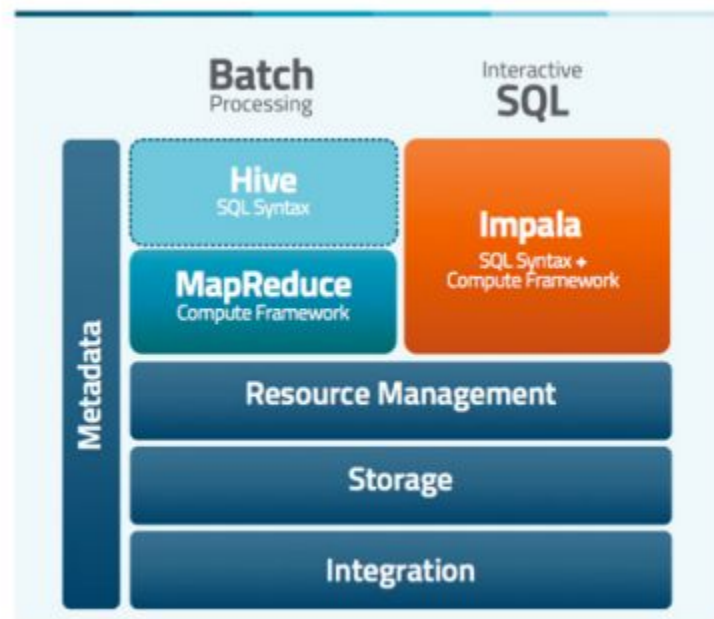 Batch
Processing
Interactive
SQL
Metadata
Hive
SQL Syntax
MapReduce
Compute Framework
Impala
SQL Syntax +
Compute Framework
Resource Management
Storage
Integration